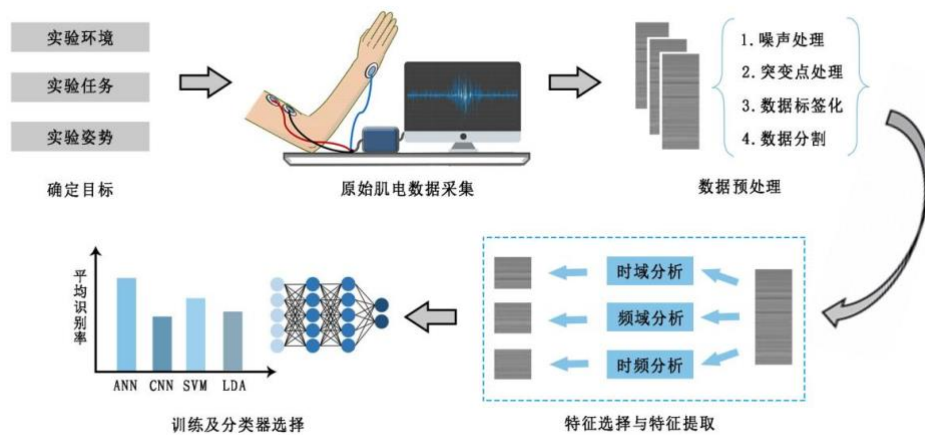 实验环境
实验任务
实验姿势
确定目标
原始肌电数据采集
1.噪声处理
2.突变点处理
3.数据标签化
4.数据分割
数据预处理
时域分析
频域分析
时频分析
特征选择与特征提取
平均识别率
ANN CNN SVM LDA
训练及分类器选择